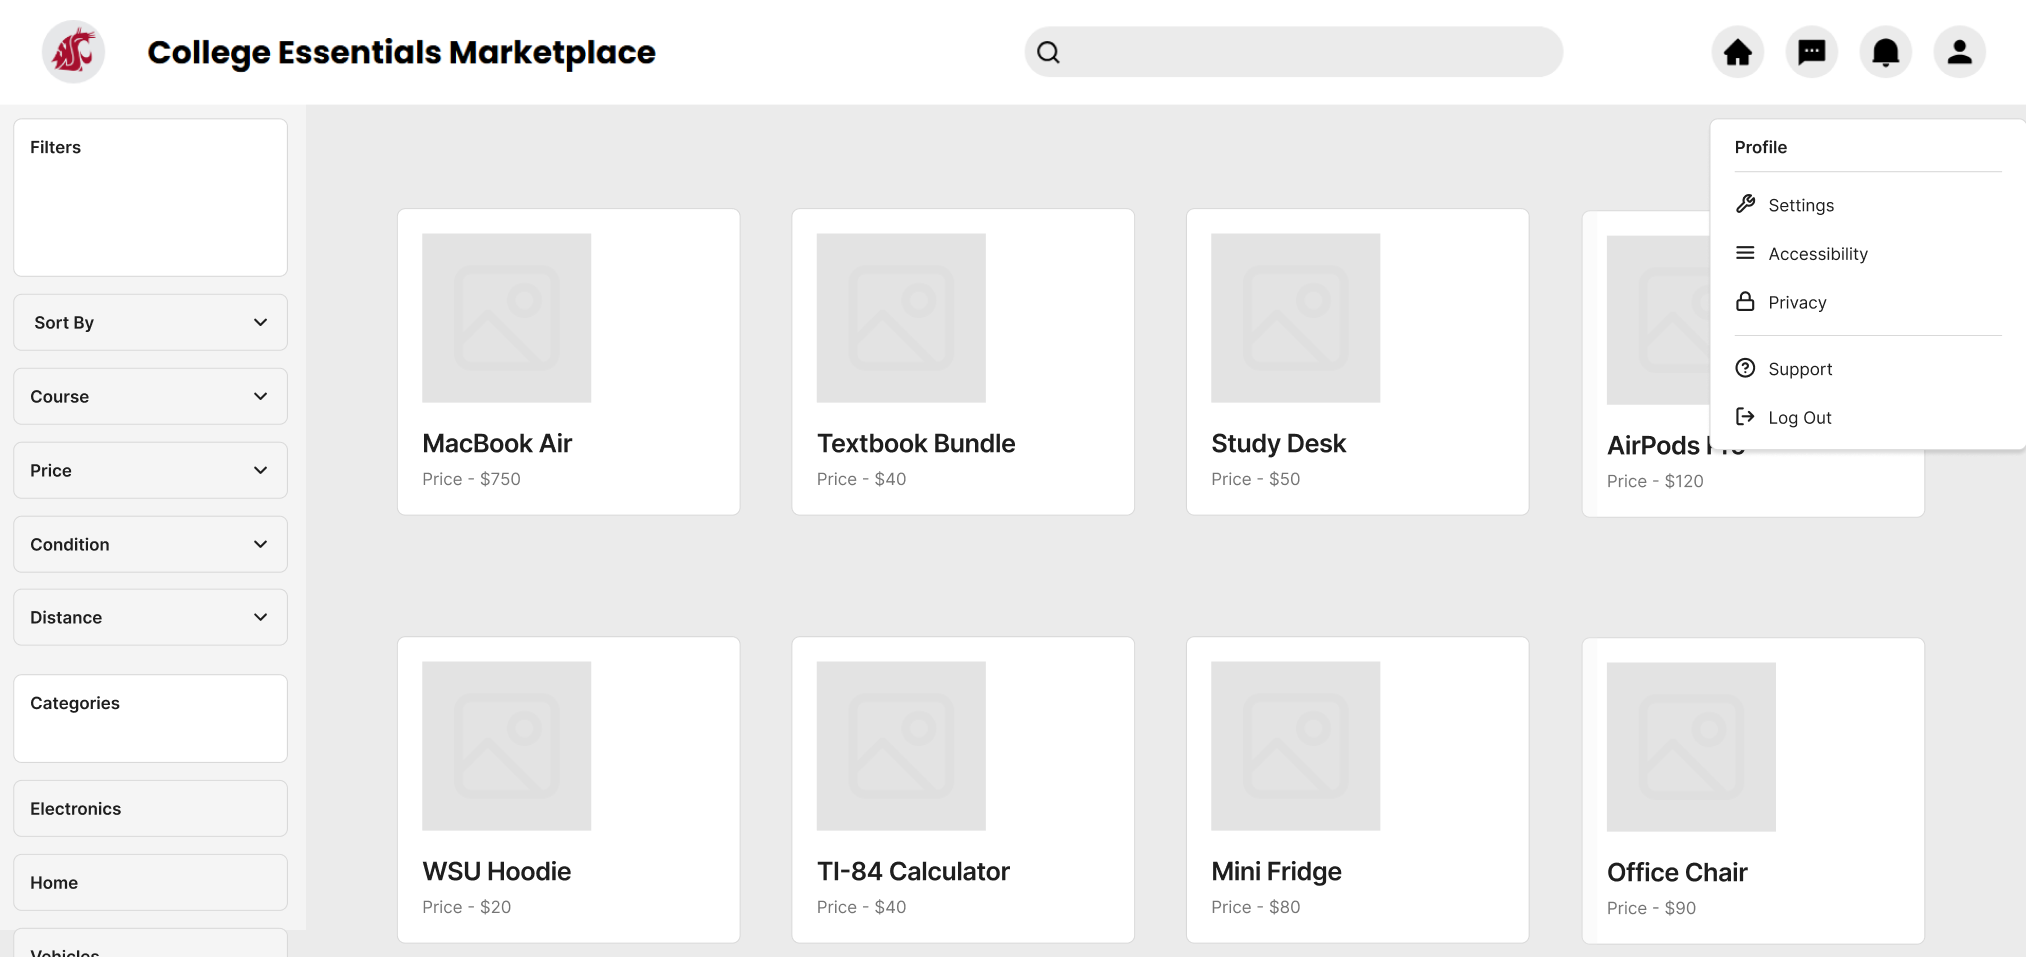 College Essentials Marketplace
Filters
Sort By
Course
Price
Condition
Distance
Categories
Electronics
Home
Vehicles
Profile
Settings
Accessibility
Privacy
Support
Log Out
MacBook Air
Price - $750
Textbook Bundle
Price - $40
Study Desk
Price - $50
AirPods Pro
Price - $120
WSU Hoodie
Price - $20
TI-84 Calculator
Price - $40
Mini Fridge
Price - $80
Office Chair
Price - $90